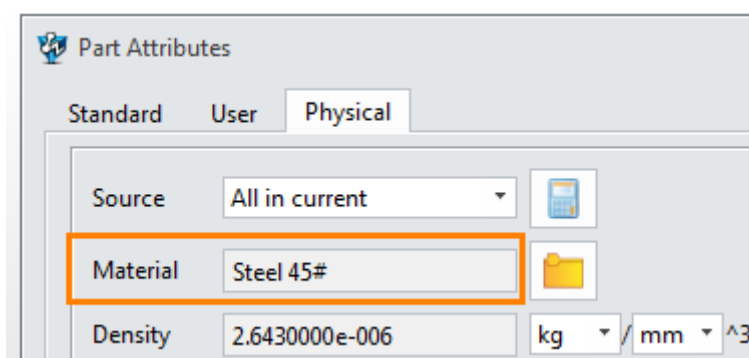 Part Attributes
Standard User Physical
Source All in current
Material Steel 45#
Density 2.6430000e-006 kg / mm ^3